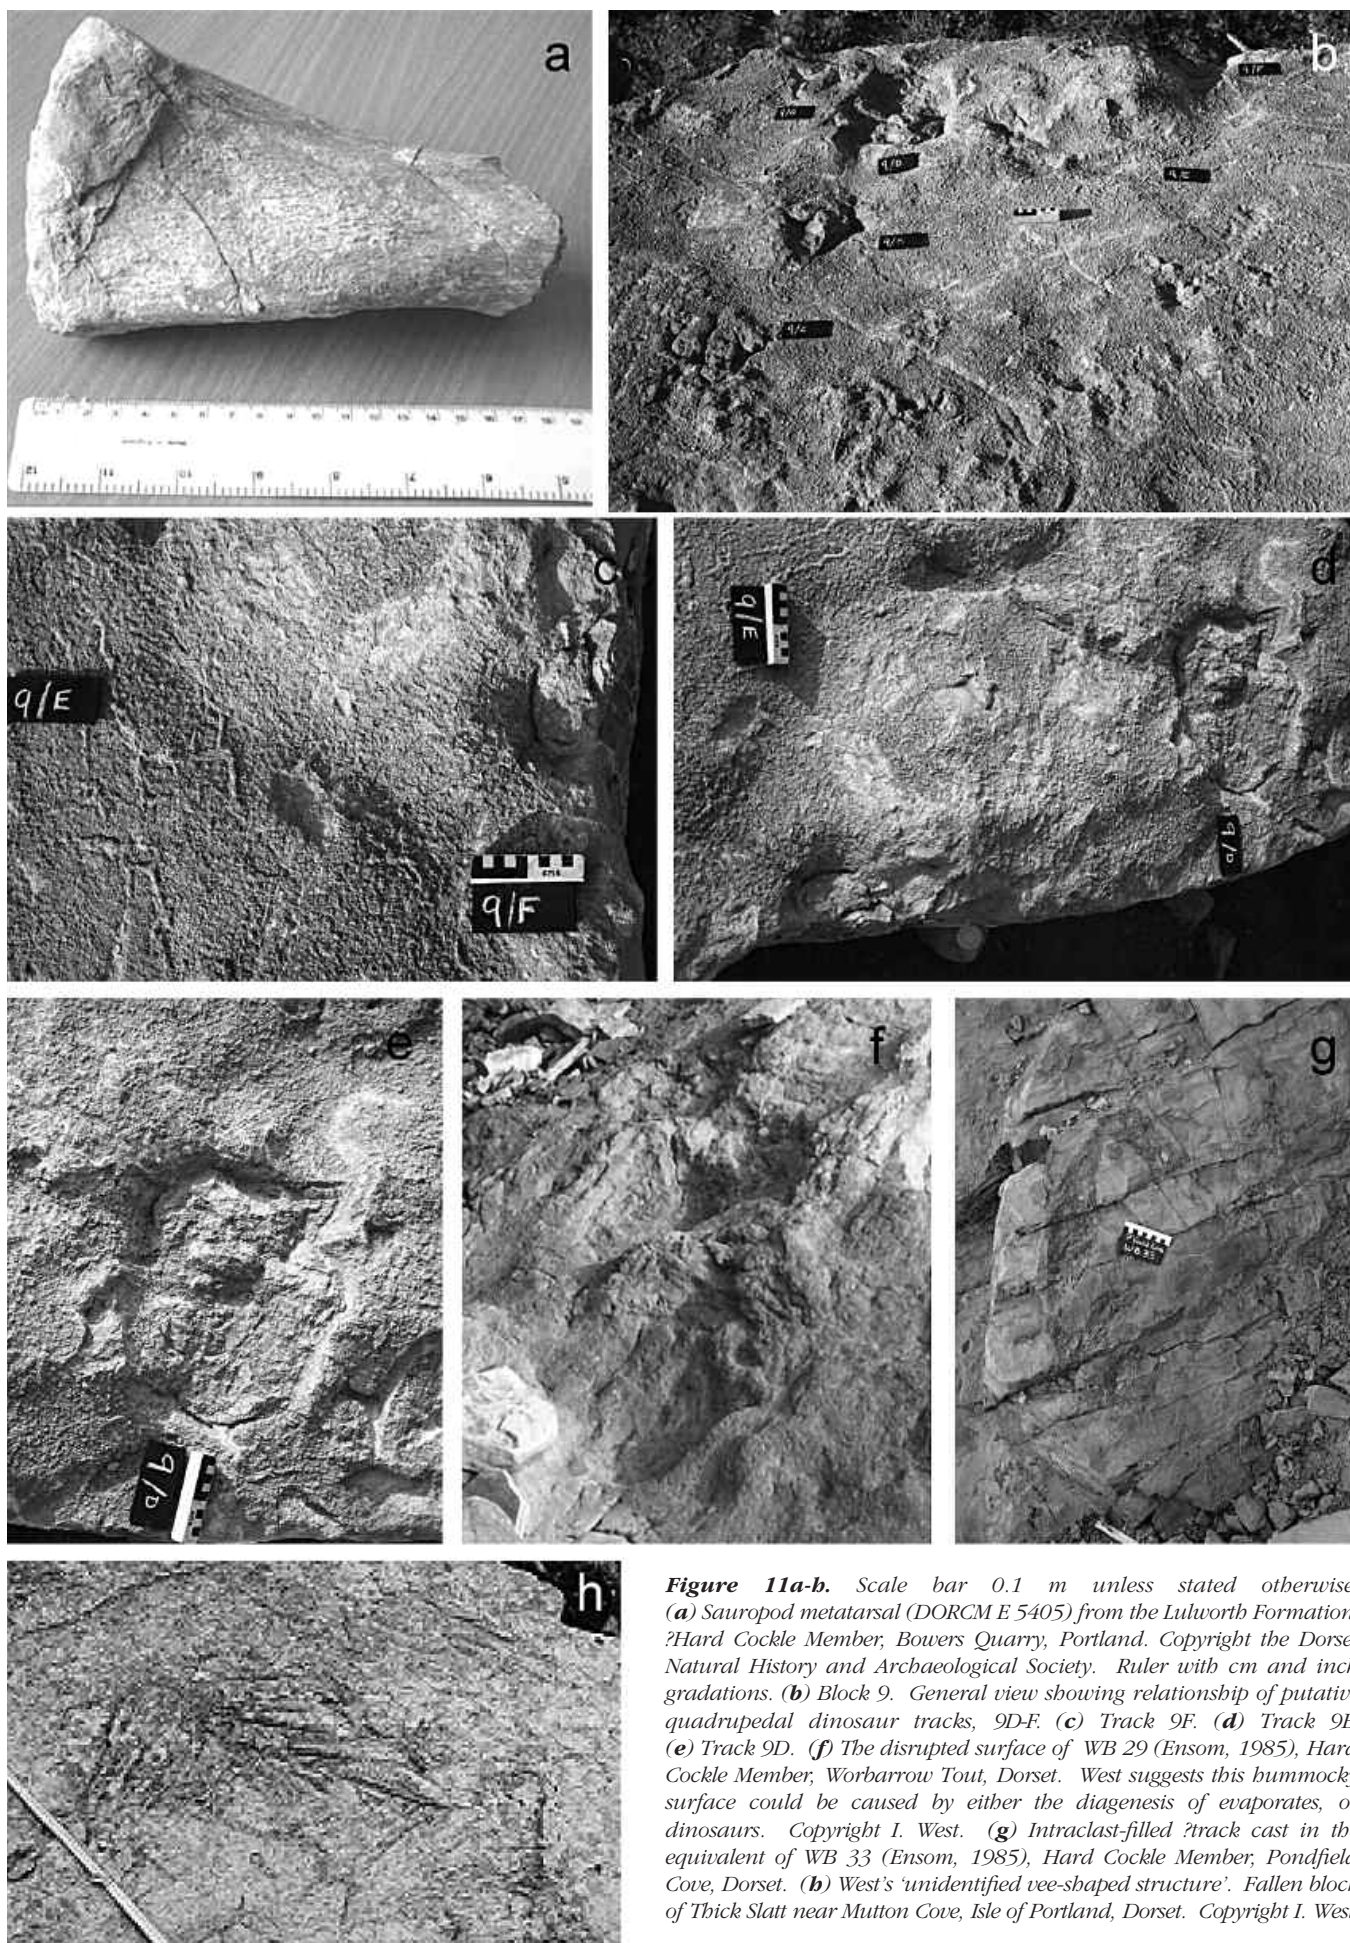 a
b
9/F
9/D
9/E
9/C
c
9/E
9/F
d
9/E
9/D
e
9/D
f
g
WB 33
h
Figure 11a-h. Scale bar 0.1 m unless stated otherwise
(a) Sauropod metatarsal (DORCM E 5405) from the Lulworth Formation
?Hard Cockle Member, Bowers Quarry, Portland. Copyright the Dorse
Natural History and Archaeological Society. Ruler with cm and incl
gradations. (b) Block 9. General view showing relationship of putativ
quadrupedal dinosaur tracks, 9D-F. (c) Track 9F. (d) Track 9E
(e) Track 9D. (f) The disrupted surface of WB 29 (Ensom, 1985), Hard
Cockle Member, Worbarrow Tout, Dorset. West suggests this hummocky
surface could be caused by either the diagenesis of evaporates, o
dinosaurs. Copyright I. West. (g) Intraclast-filled ?track cast in th
equivalent of WB 33 (Ensom, 1985), Hard Cockle Member, Pondfield
Cove, Dorset. (h) West's 'unidentified vee-shaped structure'. Fallen block
of Thick Slatt near Mutton Cove, Isle of Portland, Dorset. Copyright I. Wes